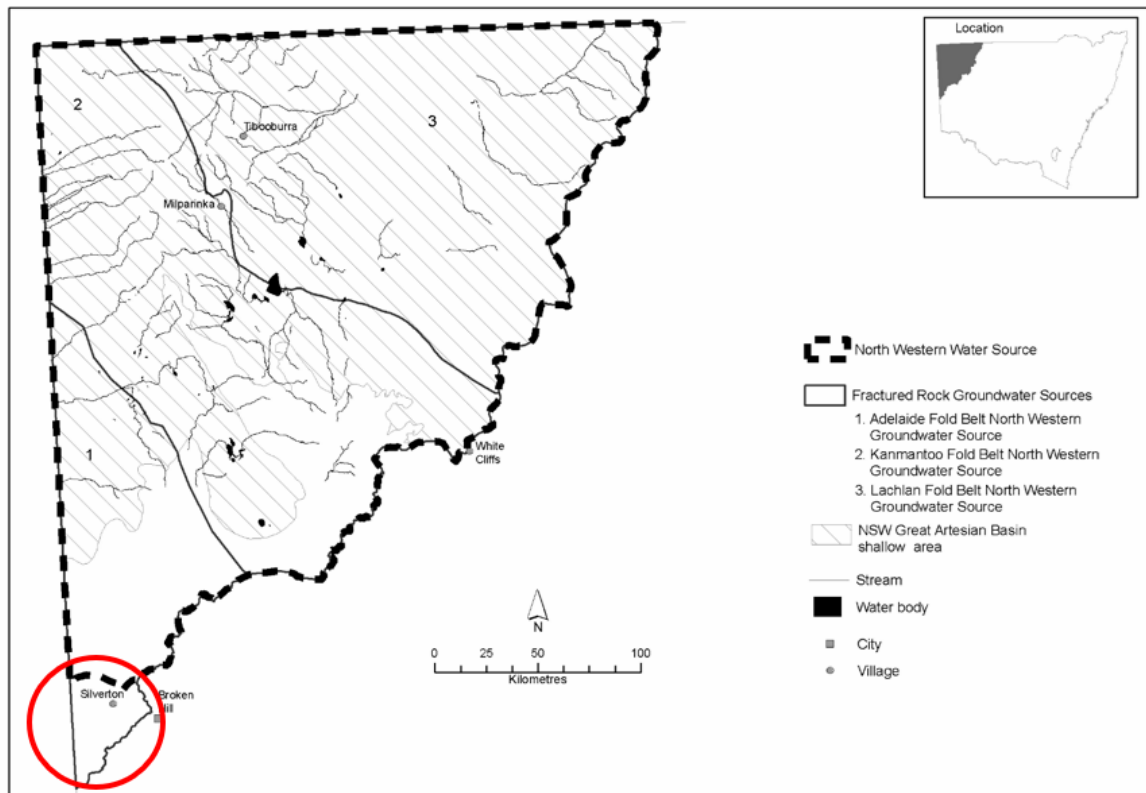 Location
2
Tibooburra
3
Milparinka
North Western Water Source
Fractured Rock Groundwater Sources
1. Adelaide Fold Belt North Western
Groundwater Source
2. Kanmantoo Fold Belt North Western
Groundwater Source
3. Lachlan Fold Belt North Western
Groundwater Source
White
Cliffs
1
NSW Great Artesian Basin
shallow area
Stream
Water body
N
City
0 25 50 100
Kilometres
Village
Silverton
Broken
Hill